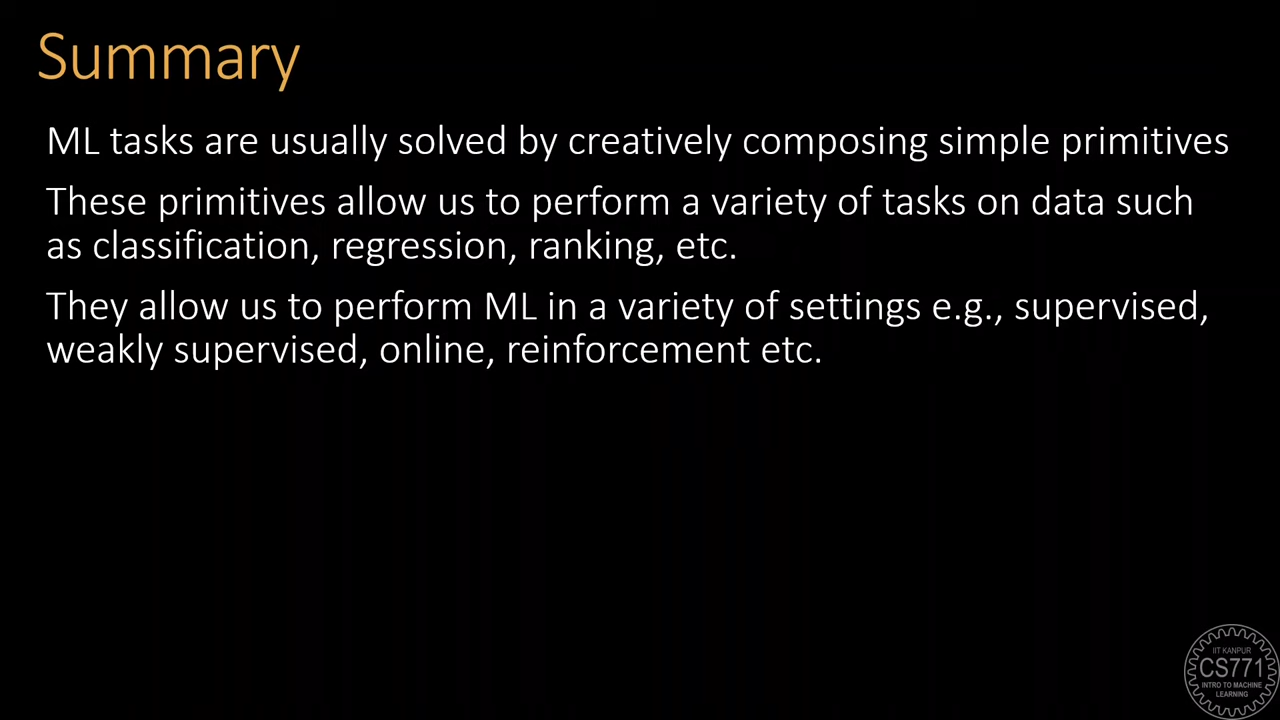 Summary
ML tasks are usually solved by creatively composing simple primitives
These primitives allow us to perform a variety of tasks on data such
as classification, regression, ranking, etc.
They allow us to perform ML in a variety of settings e.g., supervised,
weakly supervised, online, reinforcement etc.
IIT KANPUR
CS771
INTRO TO MACHINE
LEARNING